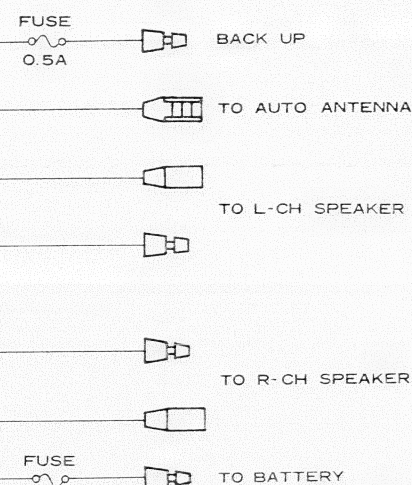 FUSE
BACK UP
0.5A
TO AUTO ANTENNA
TO L-CH SPEAKER
TO R-CH SPEAKER
FUSE
TO BATTERY